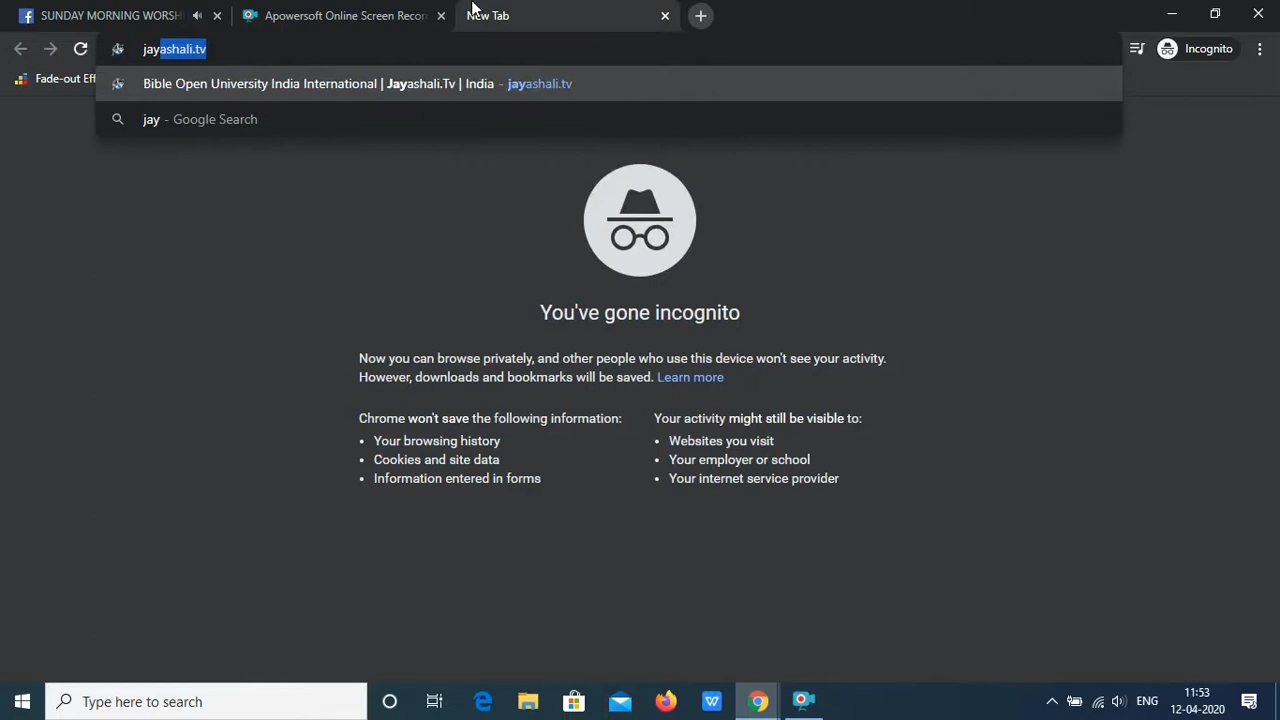 SUNDAY MORNING WORSH
Apowersoft Online Screen Recor
New Tab
jayashali.tv
Incognito
Fade-out Eff
Bible Open University India International | Jayashali.Tv | India - jayashali.tv
jay - Google Search
You've gone incognito
Now you can browse privately, and other people who use this device won't see your activity.
However, downloads and bookmarks will be saved. Learn more
Chrome won't save the following information:
• Your browsing history
• Cookies and site data
• Information entered in forms
Your activity might still be visible to:
• Websites you visit
• Your employer or school
• Your internet service provider
Type here to search
ENG
11:53
12-04-2020